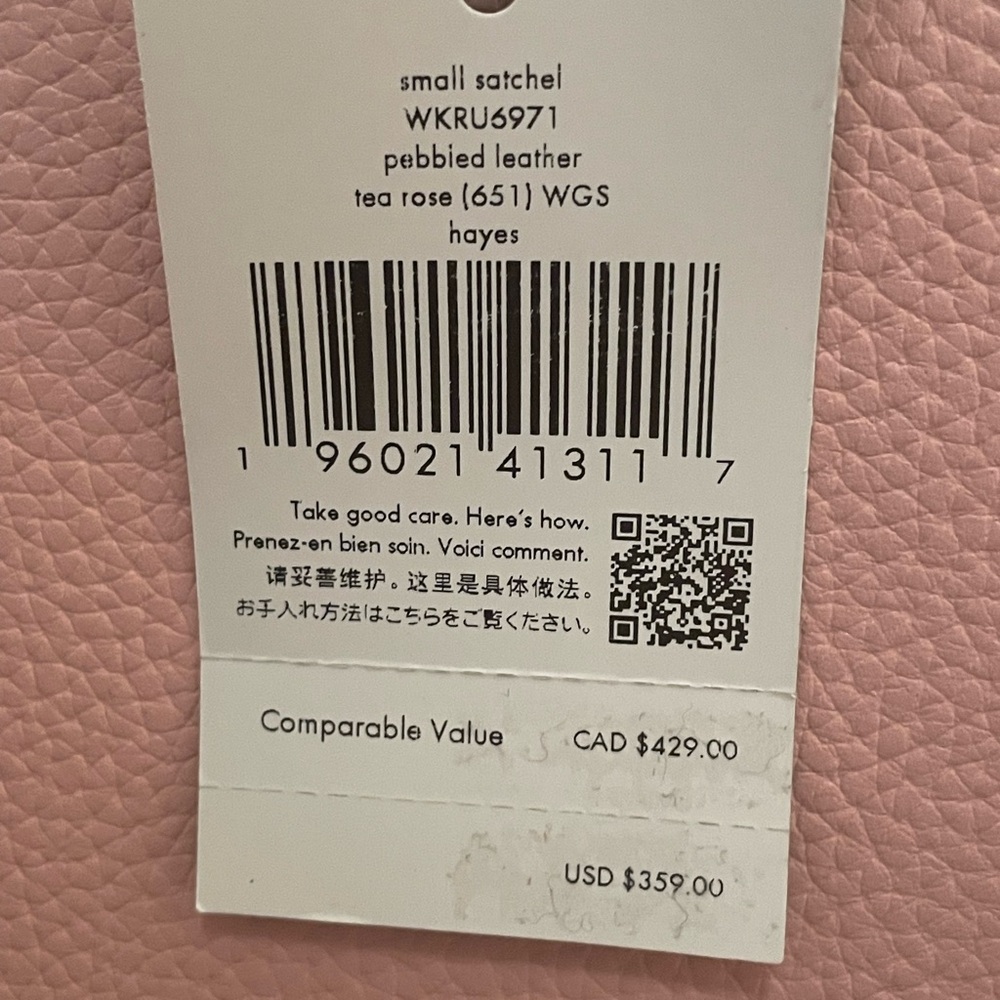 small satchel
WKRU6971
pebbled leather
tea rose (651) WGS
hayes
1 96021 41311 7
Take good care. Here's how.
Prenez-en bien soin. Voici comment.
请妥善维护。这里是具体做法。
お手入れ方法はこちらをご覧ください。
Comparable Value CAD $429.00
USD $359.00